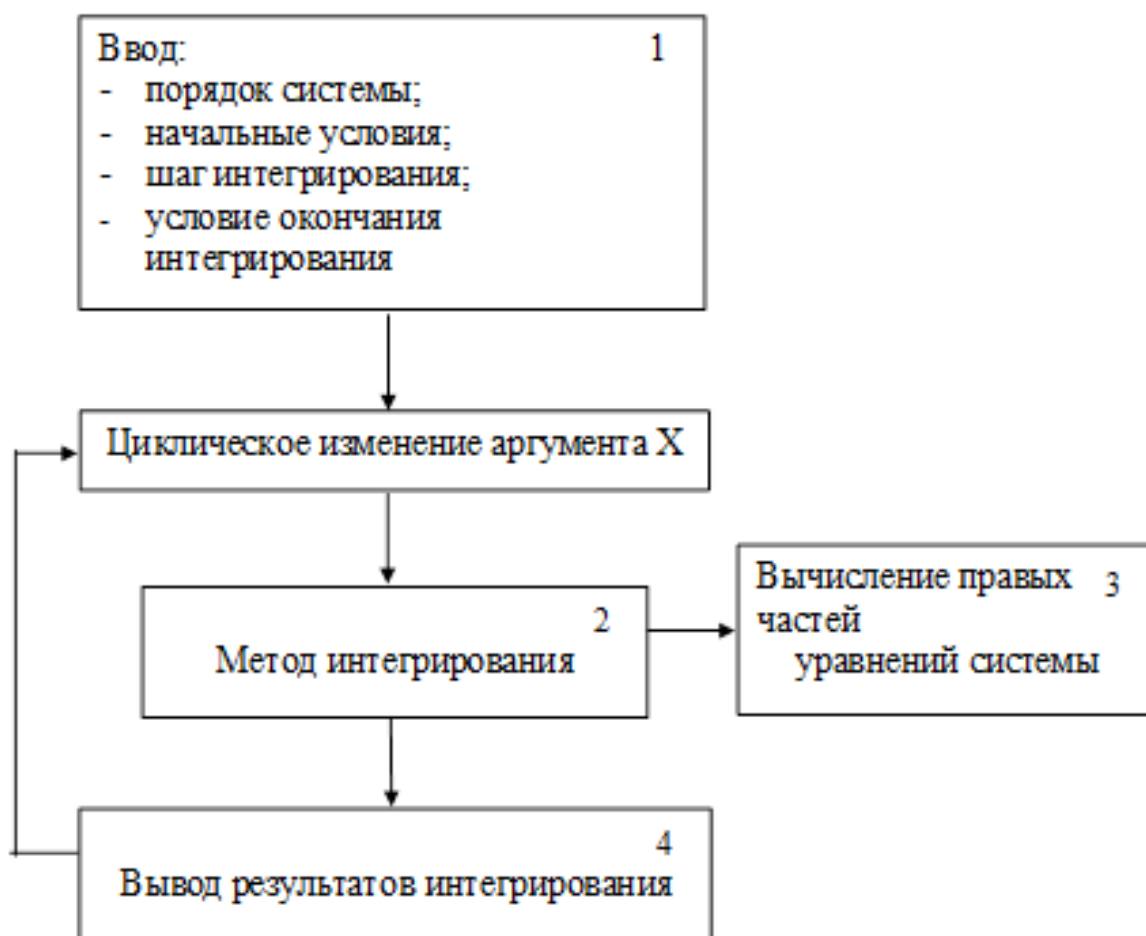 Ввод: 1
- порядок системы;
- начальные условия;
- шаг интегрирования;
- условие окончания
интегрирования
Циклическое изменение аргумента X
2
Метод интегрирования
Вычисление правых 3
частей
уравнений системы
4
Вывод результатов интегрирования